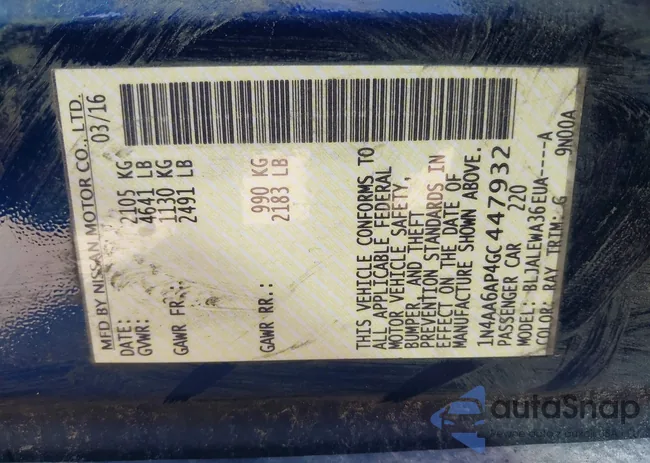 MFD BY NISSAN MOTOR CO., LTD.
DATE: 03/16
GVWR: 2105 KG
4641 LB
GAWR FR.: 1130 KG
2491 LB
GAWR RR.: 990 KG
2183 LB
THIS VEHICLE CONFORMS TO
ALL APPLICABLE FEDERAL
MOTOR VEHICLE SAFETY,
BUMPER, AND THEFT
PREVENTION STANDARDS IN
EFFECT ON THE DATE OF
MANUFACTURE SHOWN ABOVE.
1N4AA6AP4GC447932
PASSENGER CAR 220
MODEL: BLJALEWA36EUA----A
COLOR: RAY TRIM: G 9N00A
autoSnap